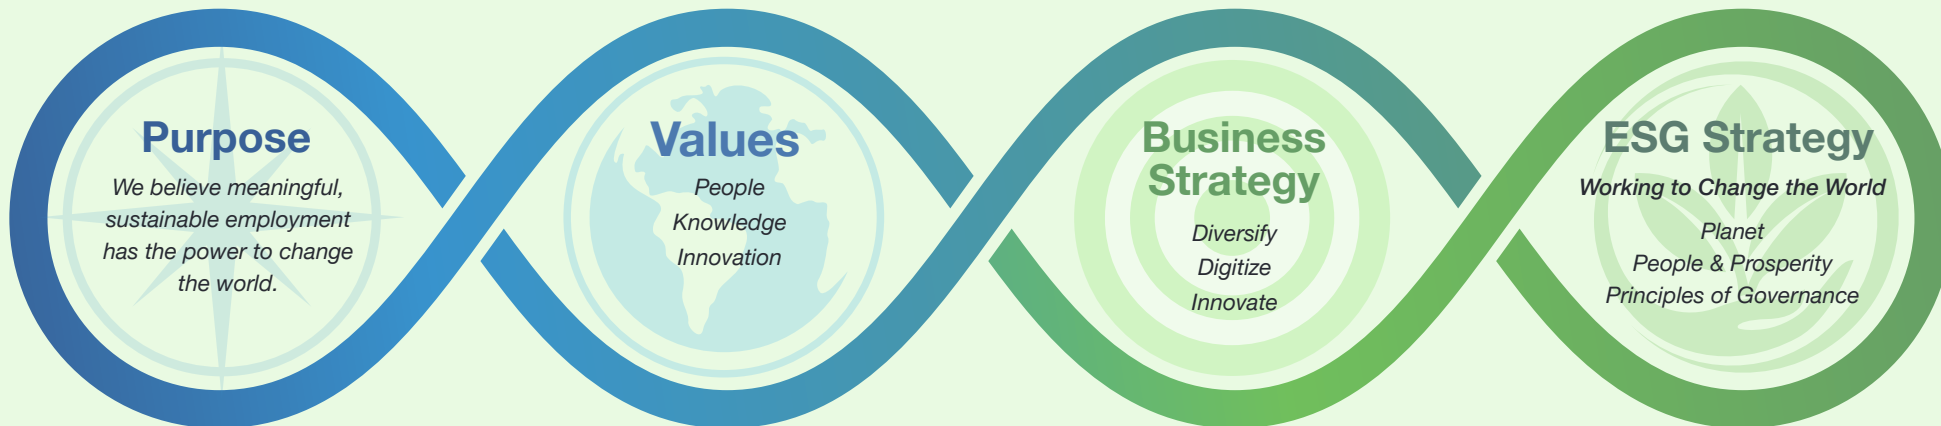 Purpose
We believe meaningful,
sustainable employment
has the power to change
the world.
Values
People
Knowledge
Innovation
Business
Strategy
Diversify
Digitize
Innovate
ESG Strategy
Working to Change the World
Planet
People & Prosperity
Principles of Governance